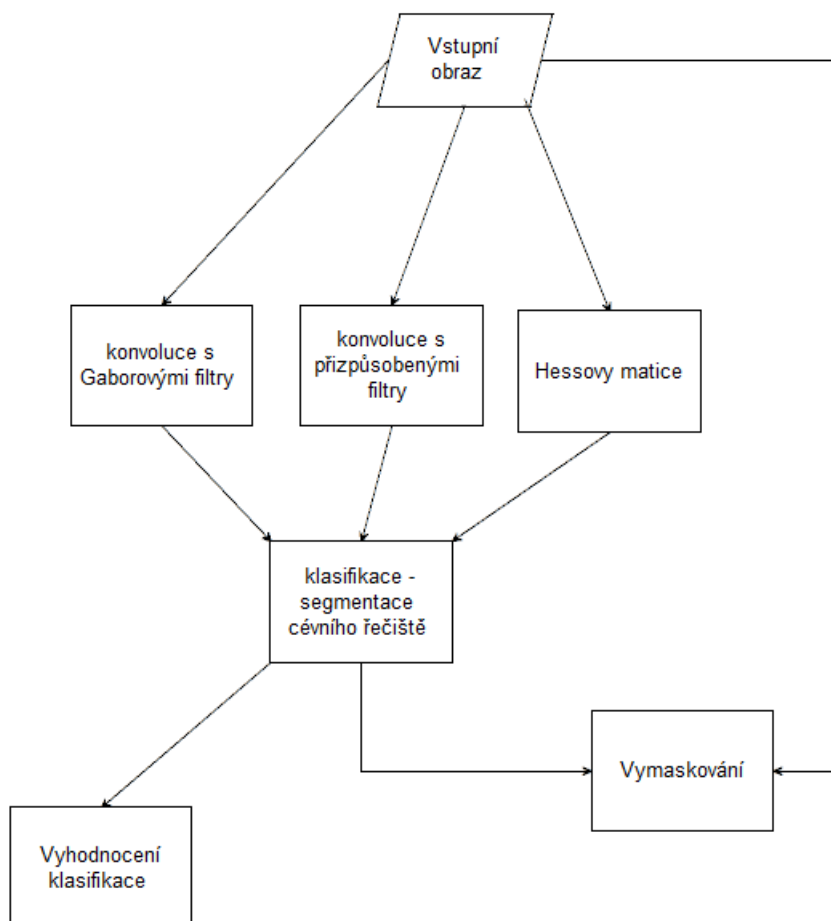 Vstupní
obraz
konvoluce s
Gaborovými filtry
konvoluce s
přizpůsobenými
filtry
Hessovy matice
klasifikace -
segmentace
cévního řečiště
Vymaskování
Vyhodnocení
klasifikace